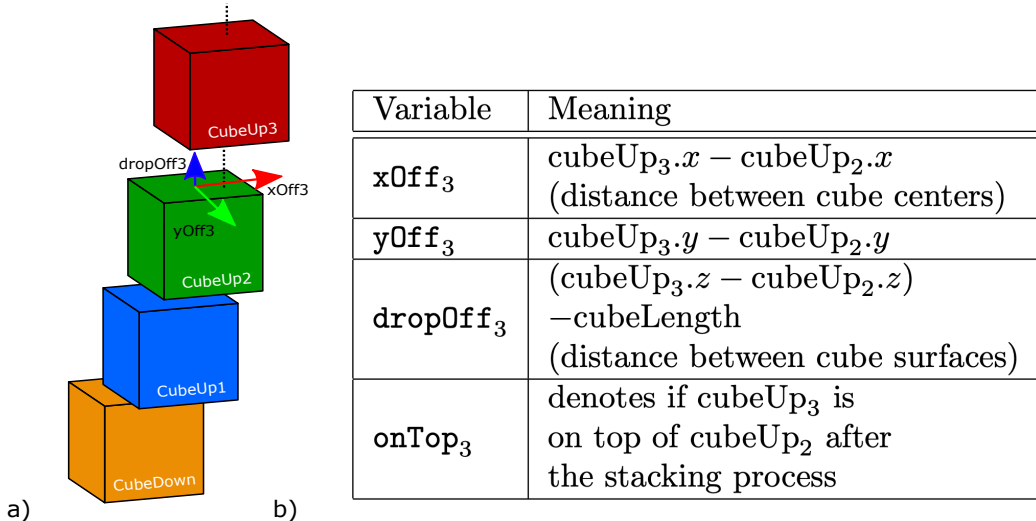 CubeUp3
dropOff3
xOff3
yOff3
CubeUp2
CubeUp1
CubeDown
a)
b)
Variable Meaning
xOff₃ cubeUp₃.x − cubeUp₂.x
(distance between cube centers)
yOff₃ cubeUp₃.y − cubeUp₂.y
dropOff₃ (cubeUp₃.z − cubeUp₂.z)
−cubeLength
(distance between cube surfaces)
onTop₃ denotes if cubeUp₃ is
on top of cubeUp₂ after
the stacking process